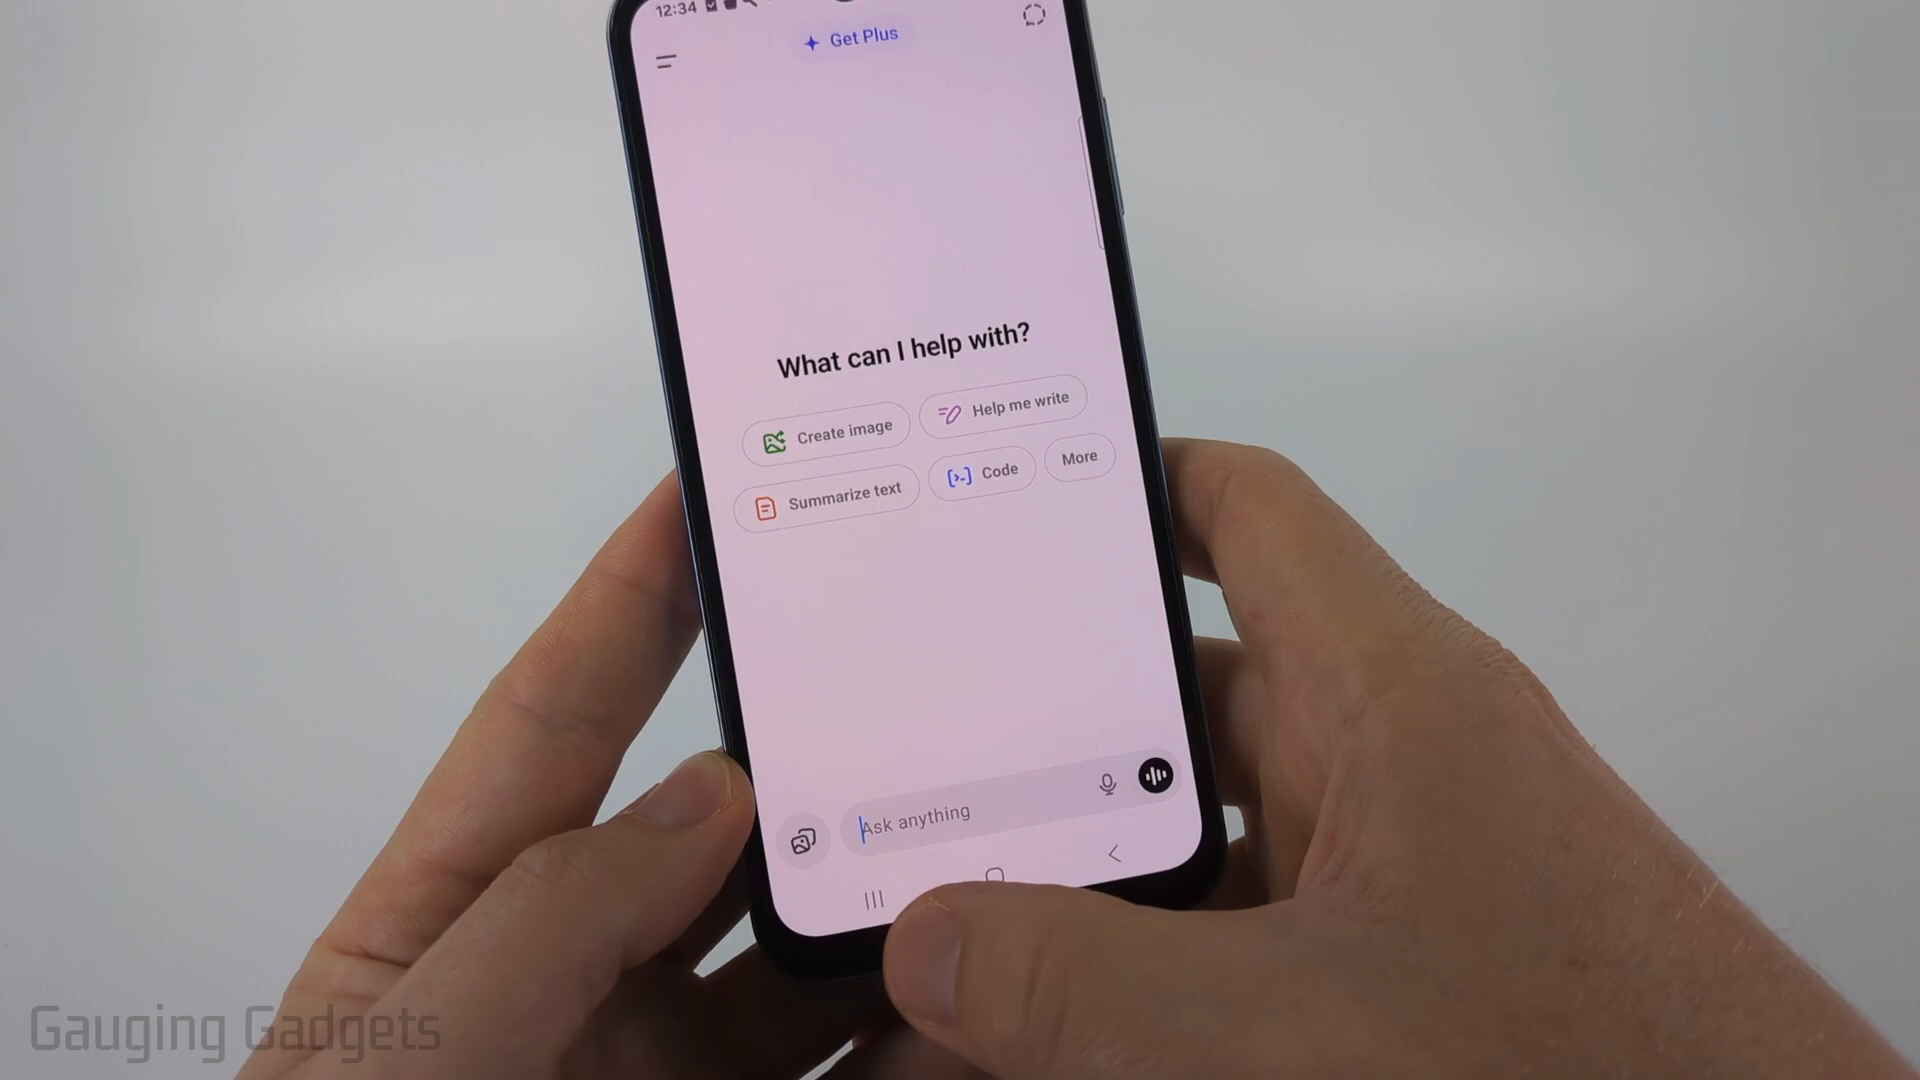 12:34
Get Plus
What can I help with?
Create image
Help me write
Summarize text
Code
More
Ask anything
Gauging Gadgets